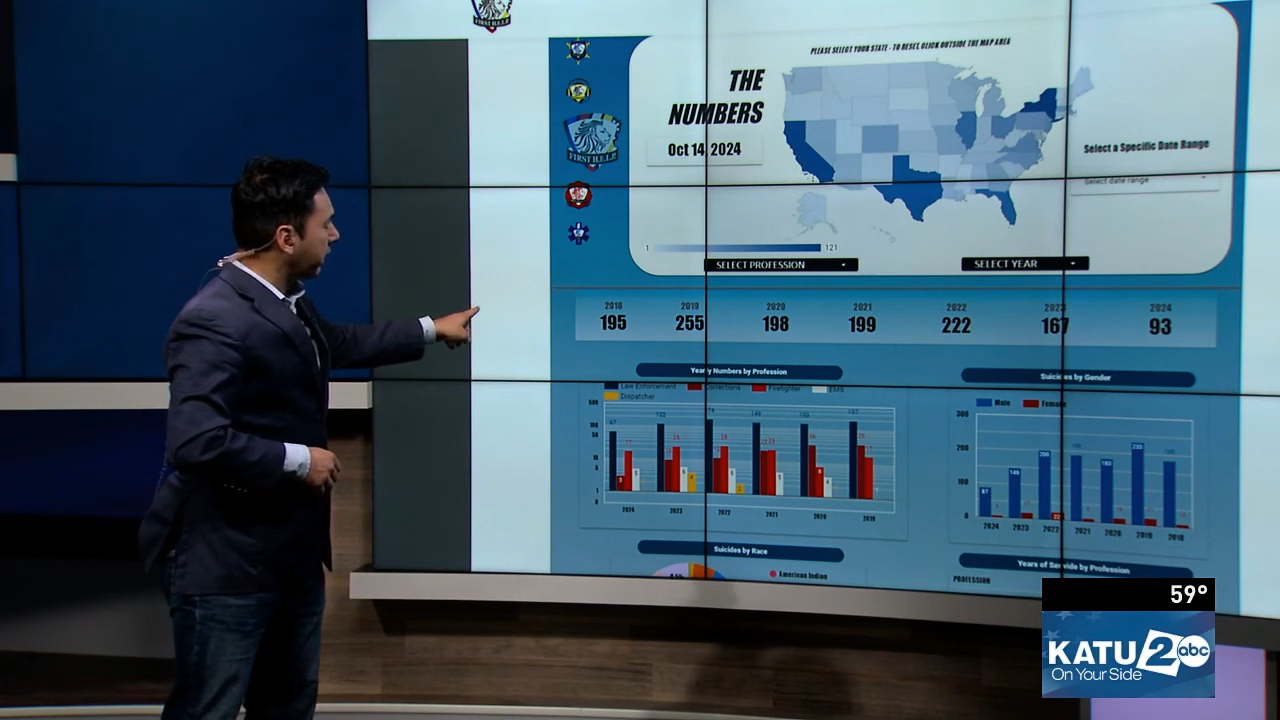 FIRST H.E.L.P.
PLEASE SELECT YOUR STATE - TO RESET, CLICK OUTSIDE THE MAP AREA
THE
NUMBERS
Oct 14, 2024
FIRST H.E.L.P.
Select a Specific Date Range
Select date range
1
121
SELECT PROFESSION
SELECT YEAR
2018 2019 2020 2021 2022 2023 2024
195 255 198 199 222 167 93
Yearly Numbers by Profession
Suicides by Gender
Law Enforcement Corrections Firefighter EMS
Dispatcher
Male Female
300
200
100
0
2024 2023 2022 2021 2020 2019
2024 2023 2022 2021 2020 2019 2018
Suicides by Race
Years of Service by Profession
American Indian
PROFESSION
59°
KATU 2 abc
On Your Side